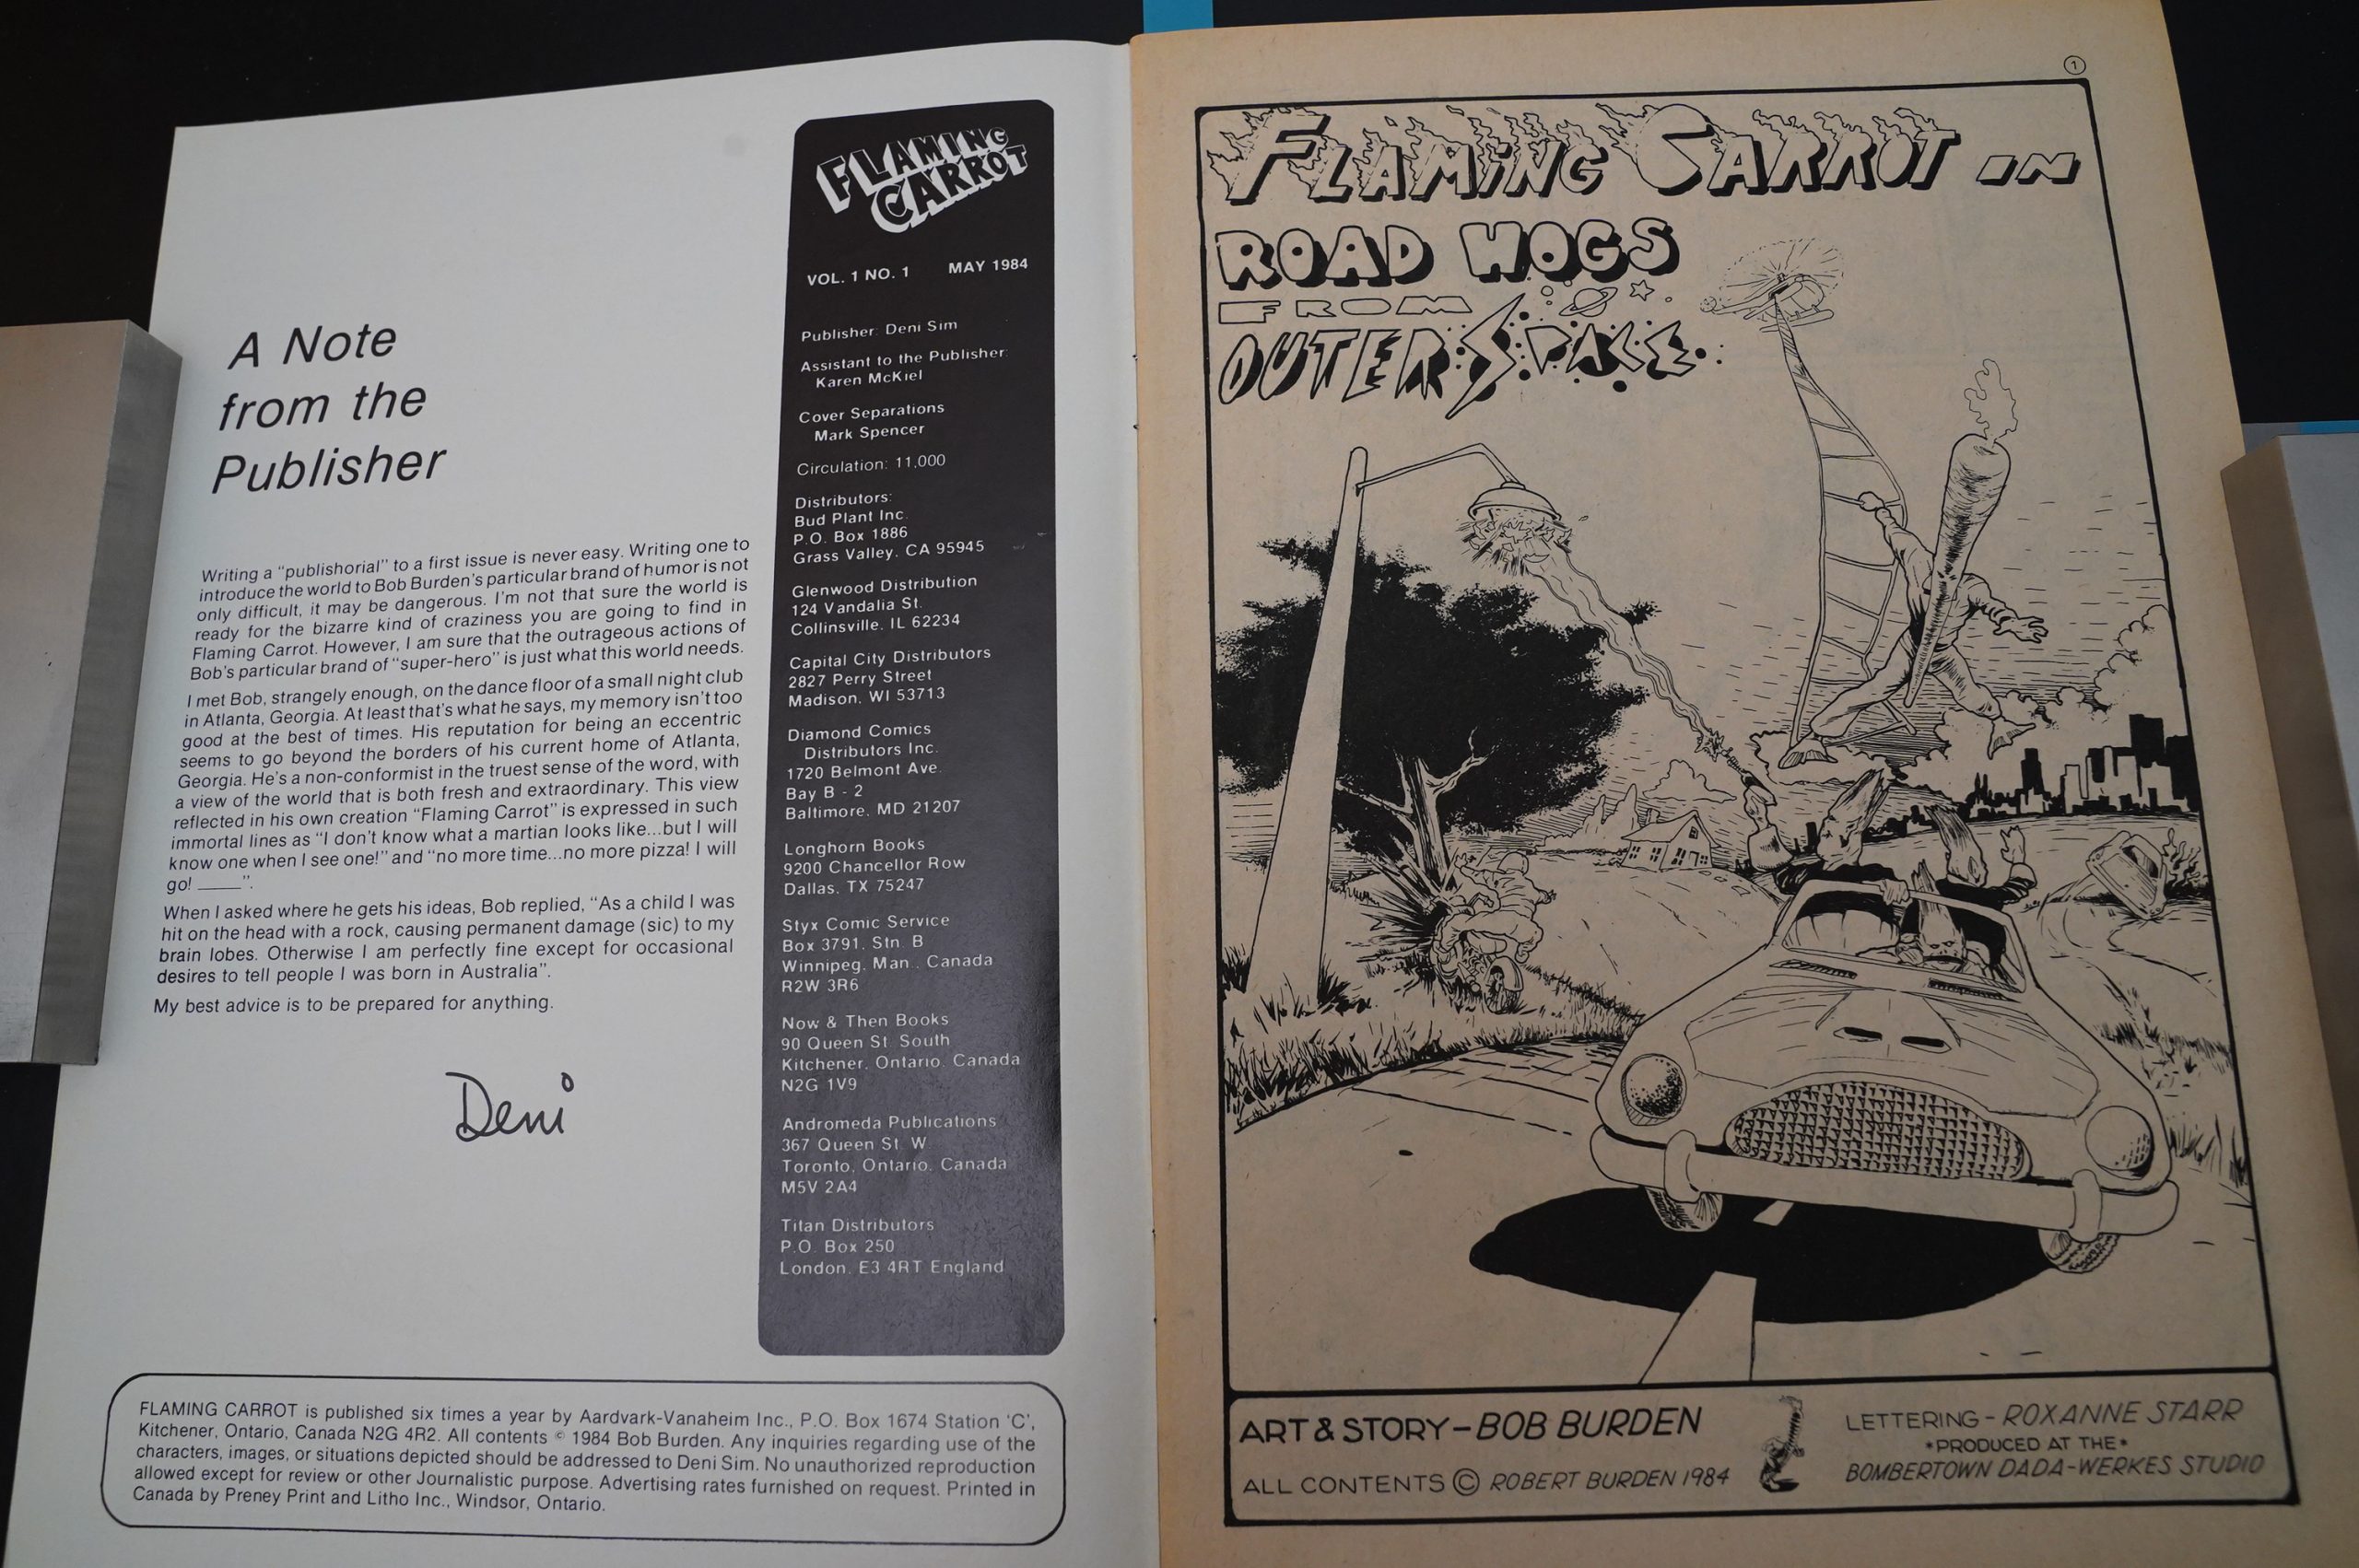 A Note
from the
Publisher
Writing a “publishorial” to a first issue is never easy. Writing one to
introduce the world to Bob Burden's particular brand of humor is not
only difficult, it may be dangerous. I'm not that sure the world is
ready for the bizarre kind of craziness you are going to find in
Flaming Carrot. However, I am sure that the outrageous actions of
Bob's particular brand of “super-hero” is just what this world needs.
I met Bob, strangely enough, on the dance floor of a small night club
in Atlanta, Georgia. At least that's what he says, my memory isn't too
good at the best of times. His reputation for being an eccentric
seems to go beyond the borders of his current home of Atlanta,
Georgia. He's a non-conformist in the truest sense of the word, with
a view of the world that is both fresh and extraordinary. This view
reflected in his own creation “Flaming Carrot” is expressed in such
immortal lines as “I don't know what a martian looks like...but I will
know one when I see one!” and “no more time...no more pizza! I will
go! _____”.
When I asked where he gets his ideas, Bob replied, “As a child I was
hit on the head with a rock, causing permanent damage (sic) to my
brain lobes. Otherwise I am perfectly fine except for occasional
desires to tell people I was born in Australia”.
My best advice is to be prepared for anything.
Deni
FLAMING
CARROT
VOL. 1 NO. 1 MAY 1984
Publisher: Deni Sim
Assistant to the Publisher:
Karen McKiel
Cover Separations
Mark Spencer
Circulation: 11,000
Distributors:
Bud Plant Inc.
P.O. Box 1886
Grass Valley, CA 95945
Glenwood Distribution
124 Vandalia St.
Collinsville, IL 62234
Capital City Distributors
2827 Perry Street
Madison, WI 53713
Diamond Comics
Distributors Inc.
1720 Belmont Ave.
Bay B - 2
Baltimore, MD 21207
Longhorn Books
9200 Chancellor Row
Dallas, TX 75247
Styx Comic Service
Box 3791, Stn. B
Winnipeg, Man., Canada
R2W 3R6
Now & Then Books
90 Queen St. South
Kitchener, Ontario, Canada
N2G 1V9
Andromeda Publications
367 Queen St. W.
Toronto, Ontario, Canada
M5V 2A4
Titan Distributors
P.O. Box 250
London, E3 4RT England
FLAMING CARROT is published six times a year by Aardvark-Vanaheim Inc., P.O. Box 1674 Station ‘C’,
Kitchener, Ontario, Canada N2G 4R2. All contents © 1984 Bob Burden. Any inquiries regarding use of the
characters, images, or situations depicted should be addressed to Deni Sim. No unauthorized reproduction
allowed except for review or other Journalistic purpose. Advertising rates furnished on request. Printed in
Canada by Preney Print and Litho Inc., Windsor, Ontario.
1
FLAMING CARROT IN
ROAD HOGS
FROM
OUTER SPACE
ART & STORY – BOB BURDEN
ALL CONTENTS © ROBERT BURDEN 1984
LETTERING – ROXANNE STARR
*PRODUCED AT THE*
BOMBERTOWN DADA-WERKES STUDIO